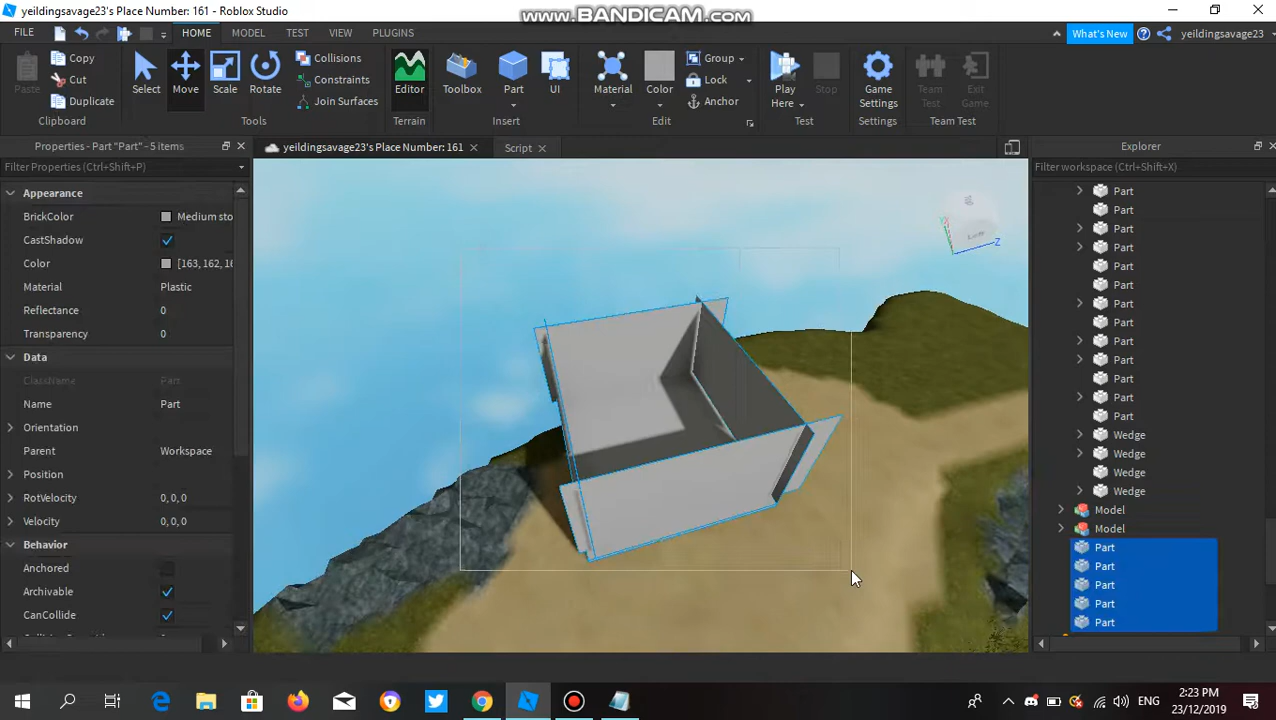 yeildingsavage23's Place Number: 161 - Roblox Studio
www.BANDICAM.com
FILE HOME MODEL TEST VIEW PLUGINS What's New yeildingsavage23
Paste Copy Cut Duplicate Clipboard
Select Move Scale Rotate Collisions Constraints Join Surfaces Tools
Editor Terrain
Toolbox Part UI Insert
Material Color Group Lock Anchor Edit
Play Here Stop Test
Game Settings Settings
Team Test Exit Game Team Test
Properties - Part "Part" - 5 items
yeildingsavage23's Place Number: 161
Script
Explorer
Filter Properties (Ctrl+Shift+P)
Filter workspace (Ctrl+Shift+X)
Appearance
BrickColor Medium sto
CastShadow
Color [163, 162, 16
Material Plastic
Reflectance 0
Transparency 0
Data
ClassName Part
Name Part
Orientation
Parent Workspace
Position
RotVelocity 0, 0, 0
Velocity 0, 0, 0
Behavior
Anchored
Archivable
CanCollide
Z
Part
Part
Part
Part
Part
Part
Part
Part
Part
Part
Part
Part
Part
Wedge
Wedge
Wedge
Wedge
Model
Model
Part
Part
Part
Part
Part
ENG
2:23 PM
23/12/2019